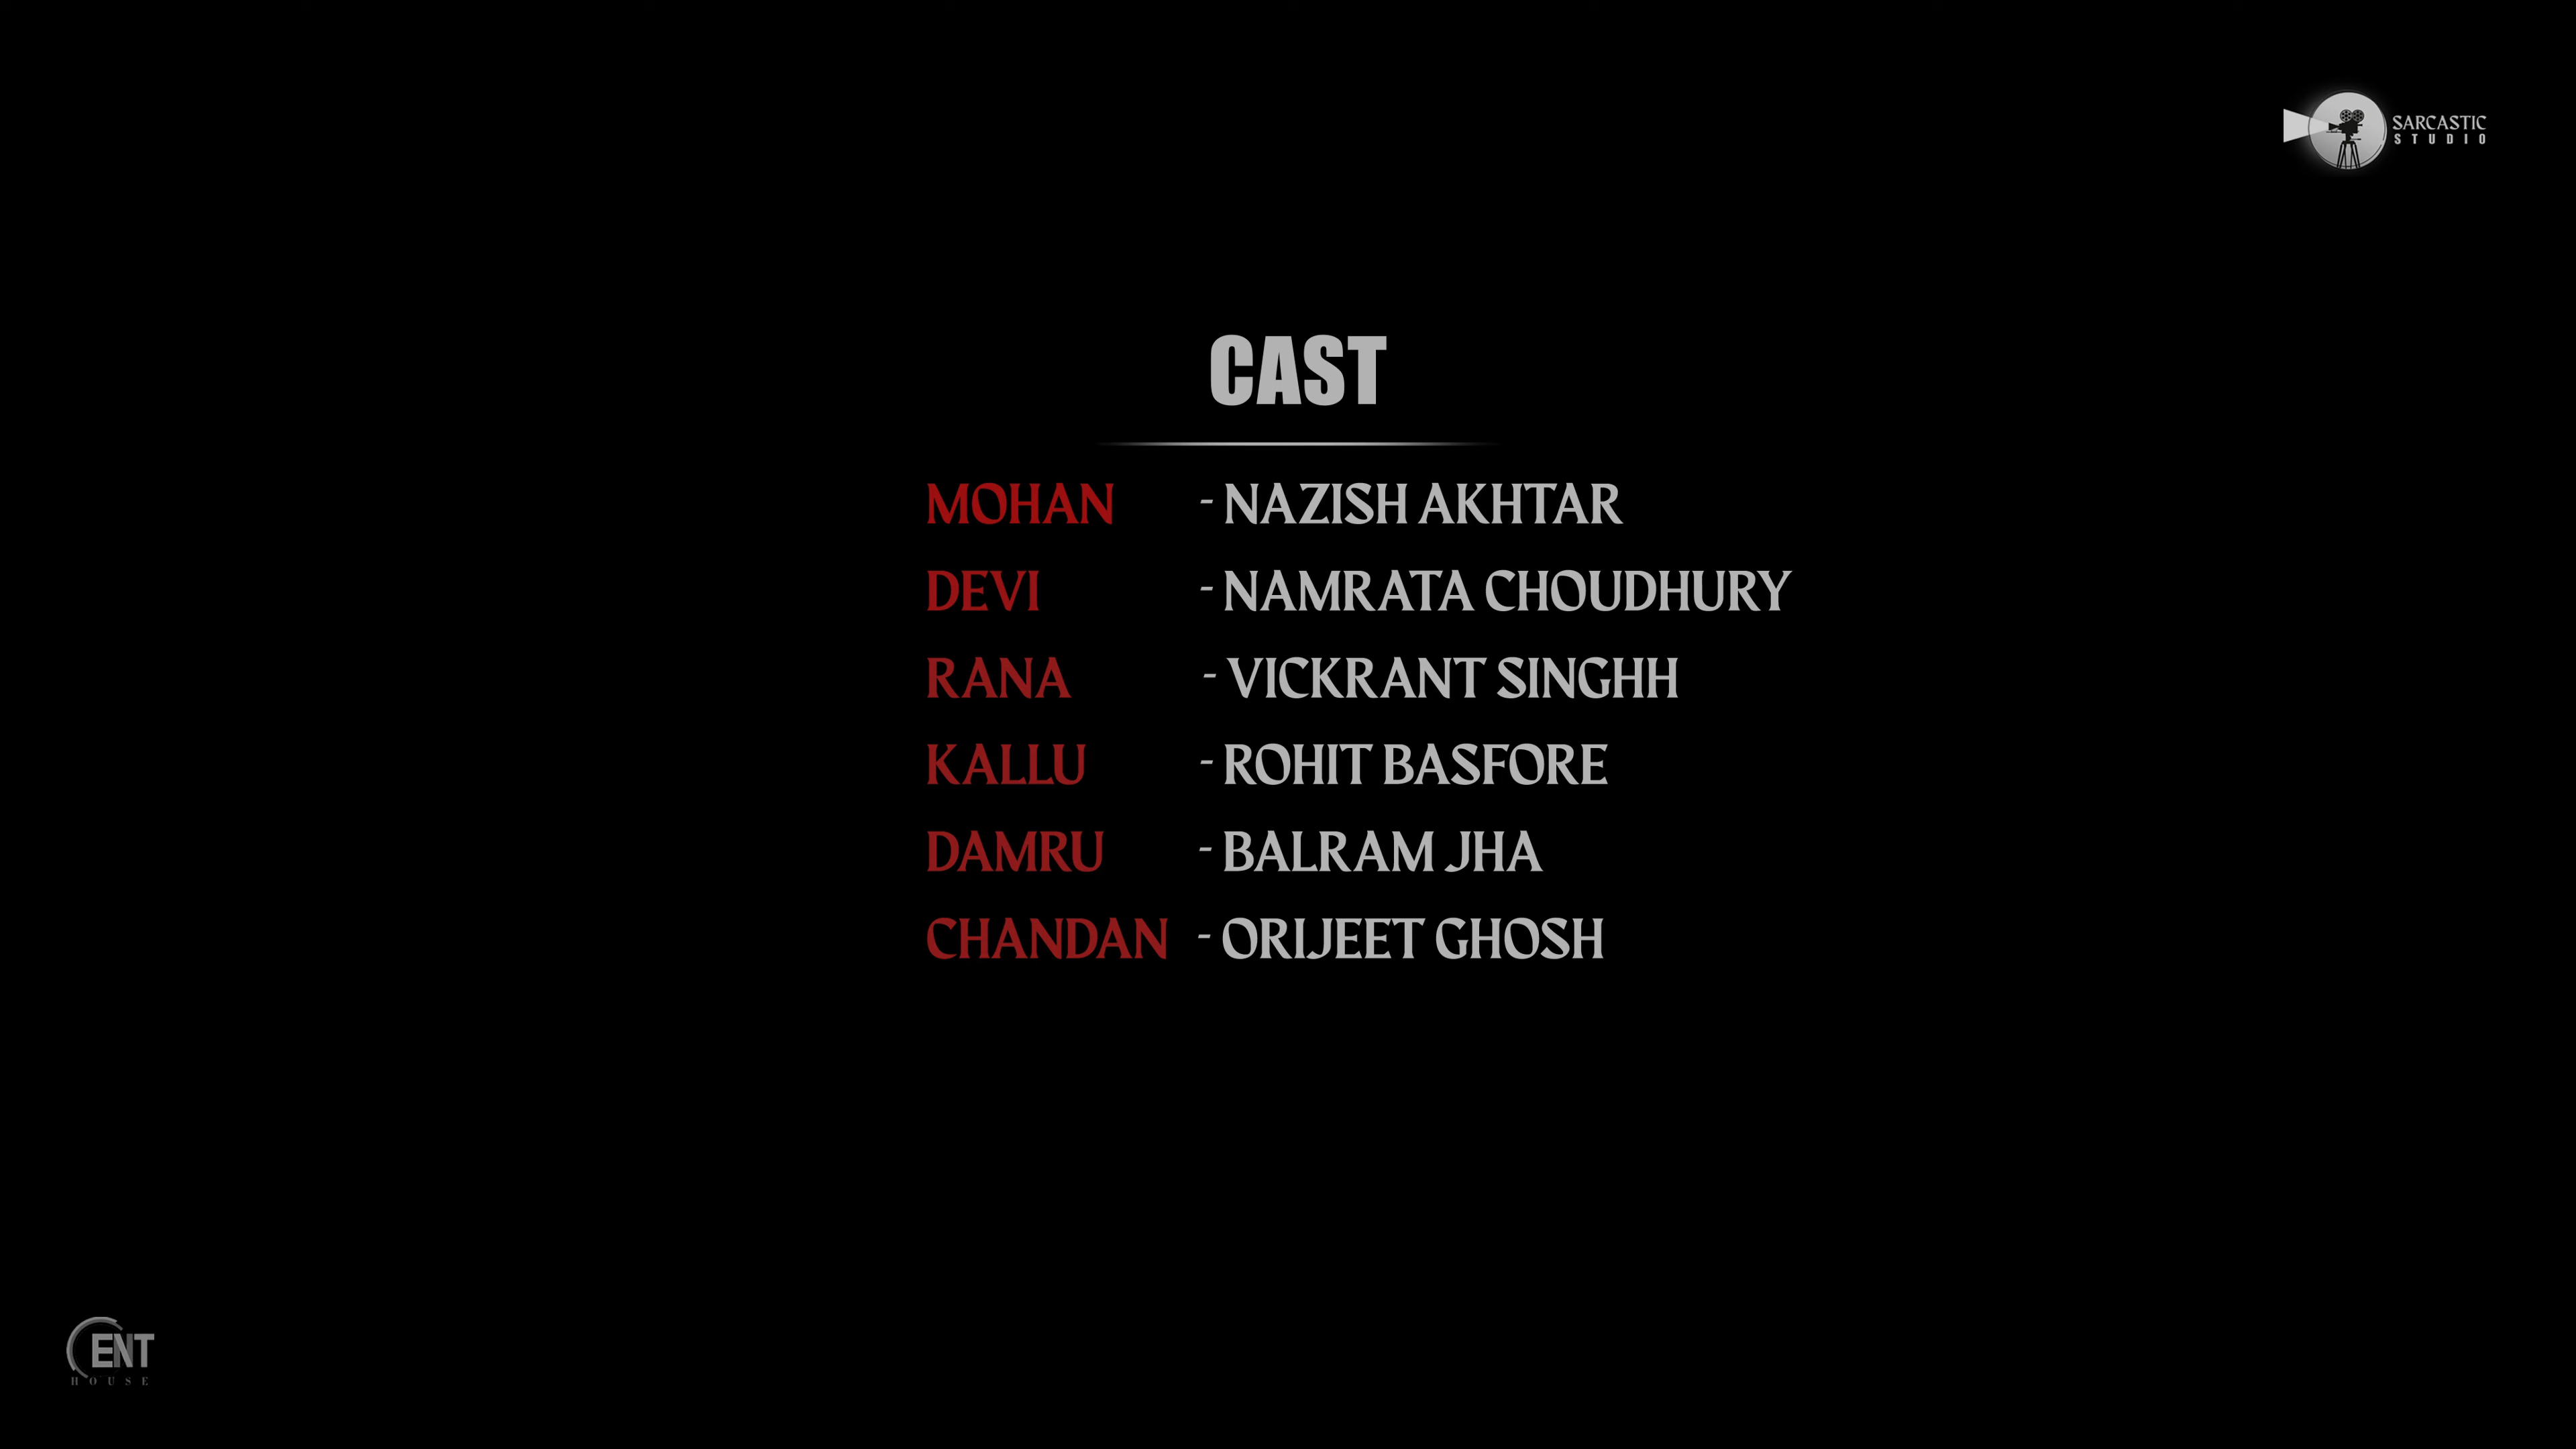 SARCASTIC
STUDIO
CAST
MOHAN - NAZISH AKHTAR
DEVI - NAMRATA CHOUDHURY
RANA - VICKRANT SINGHH
KALLU - ROHIT BASFORE
DAMRU - BALRAM JHA
CHANDAN - ORIJEET GHOSH
ENT
HOUSE